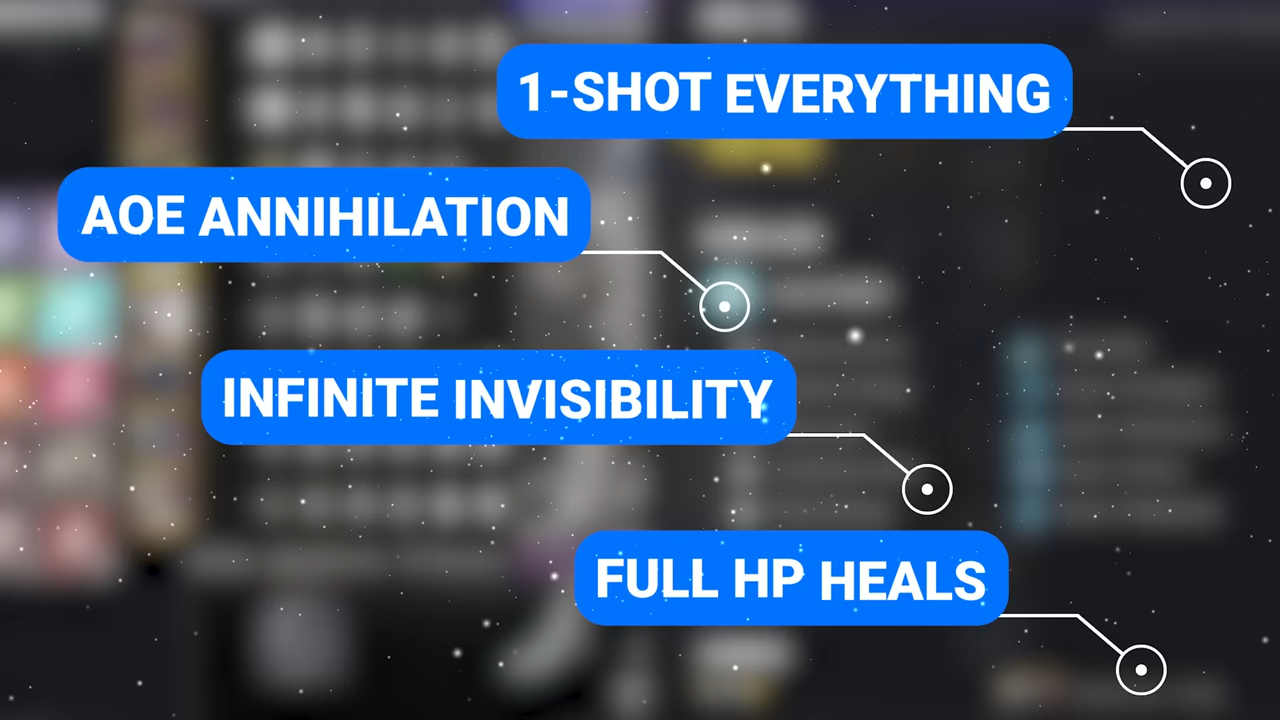 1-SHOT EVERYTHING
AOE ANNIHILATION
INFINITE INVISIBILITY
FULL HP HEALS